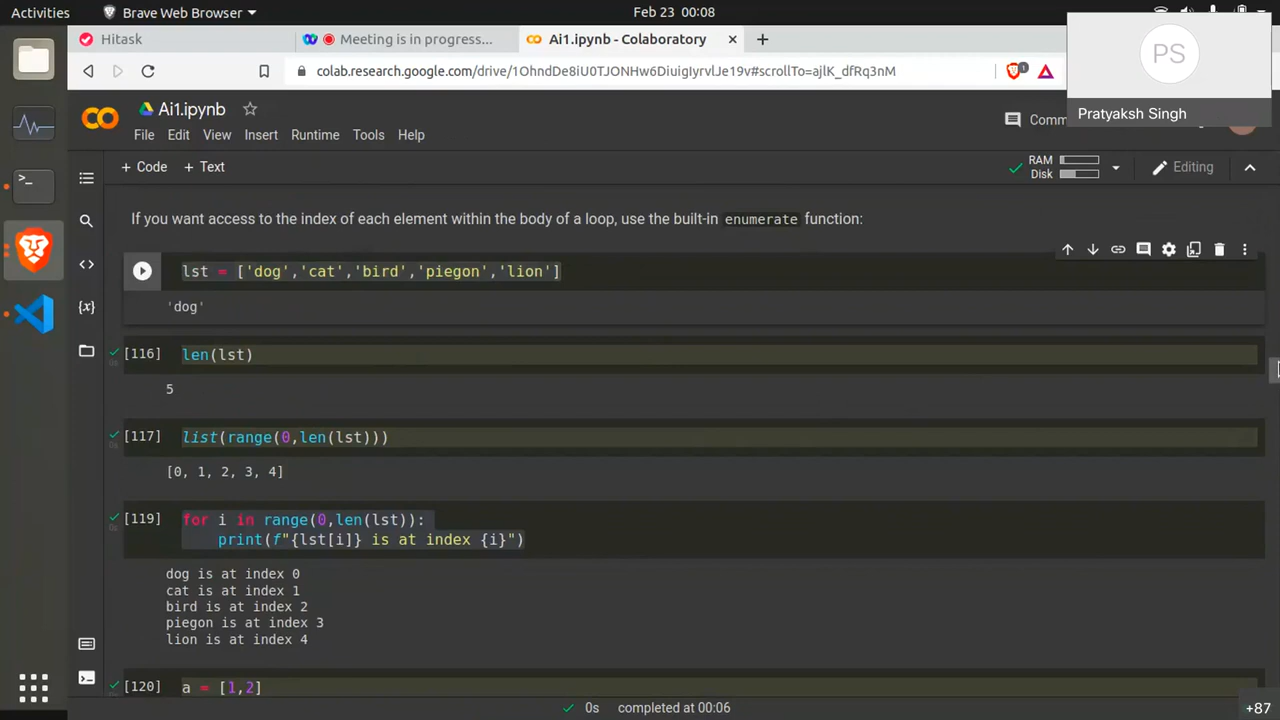 Activities
Brave Web Browser
Feb 23 00:08
Hitask
Meeting is in progress...
Ai1.ipynb - Colaboratory
PS
Pratyaksh Singh
colab.research.google.com/drive/1OhndDe8iU0TJONHw6DiuigIyrvlJe19v#scrollTo=ajlK_dfRq3nM
1
Ai1.ipynb
File Edit View Insert Runtime Tools Help
Comm
+ Code + Text
RAM
Disk
Editing
If you want access to the index of each element within the body of a loop, use the built-in enumerate function:
lst = ['dog','cat','bird','piegon','lion']
'dog'
[116] len(lst)
0s
5
[117] list(range(0,len(lst)))
0s
[0, 1, 2, 3, 4]
[119] for i in range(0,len(lst)):
0s
print(f"{lst[i]} is at index {i}")
dog is at index 0
cat is at index 1
bird is at index 2
piegon is at index 3
lion is at index 4
[120] a = [1,2]
0s completed at 00:06
+87